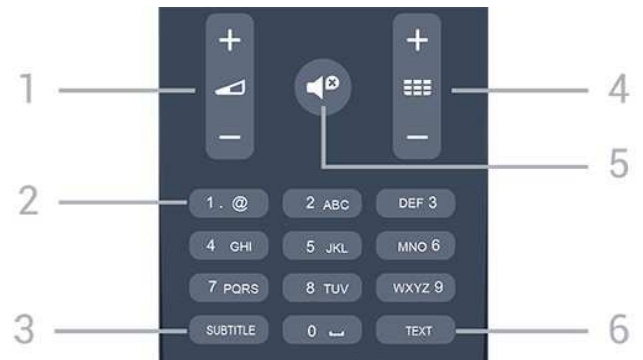 + +
1 4
- -
5
2 1 . @ 2 ABC DEF 3
4 GHI 5 JKL MNO 6
7 PQRS 8 TUV WXYZ 9
3 SUBTITLE 0 ⎵ TEXT 6